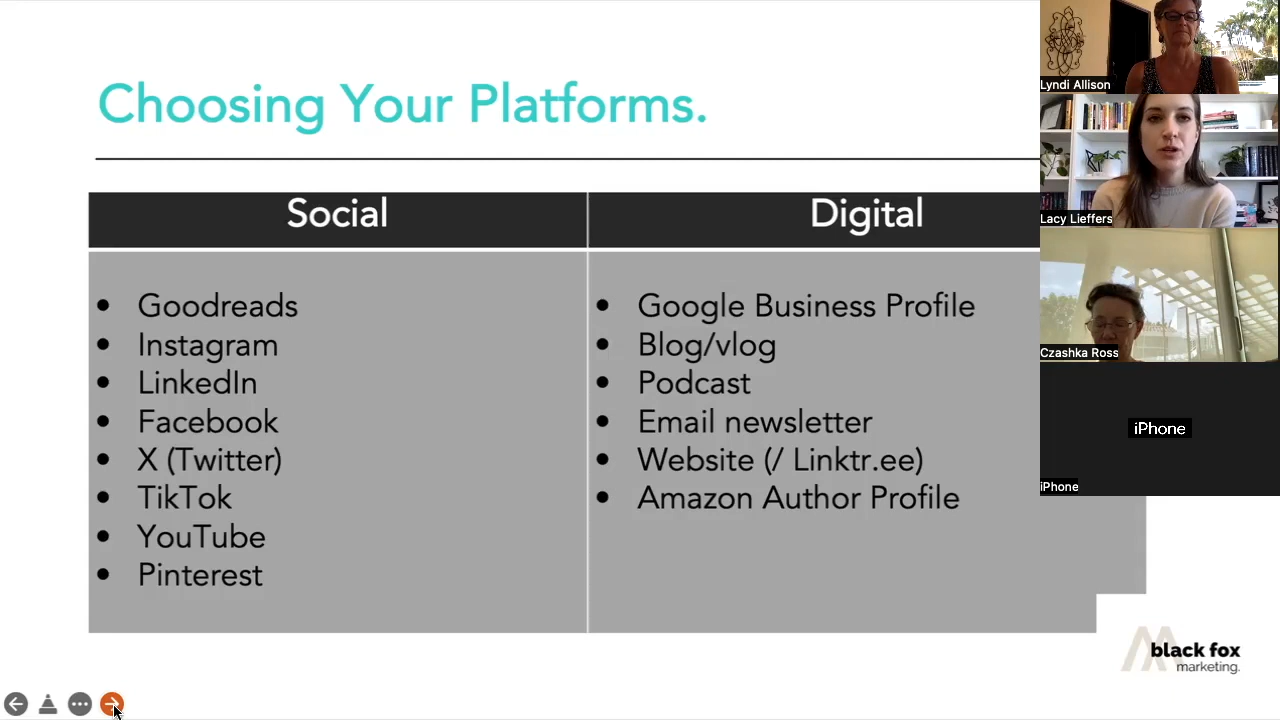 Choosing Your Platforms.
Social
Digital
Goodreads
Instagram
LinkedIn
Facebook
X (Twitter)
TikTok
YouTube
Pinterest
Google Business Profile
Blog/vlog
Podcast
Email newsletter
Website (/ Linktr.ee)
Amazon Author Profile
Lyndi Allison
Lacy Lieffers
Czashka Ross
iPhone
iPhone
black fox
marketing.